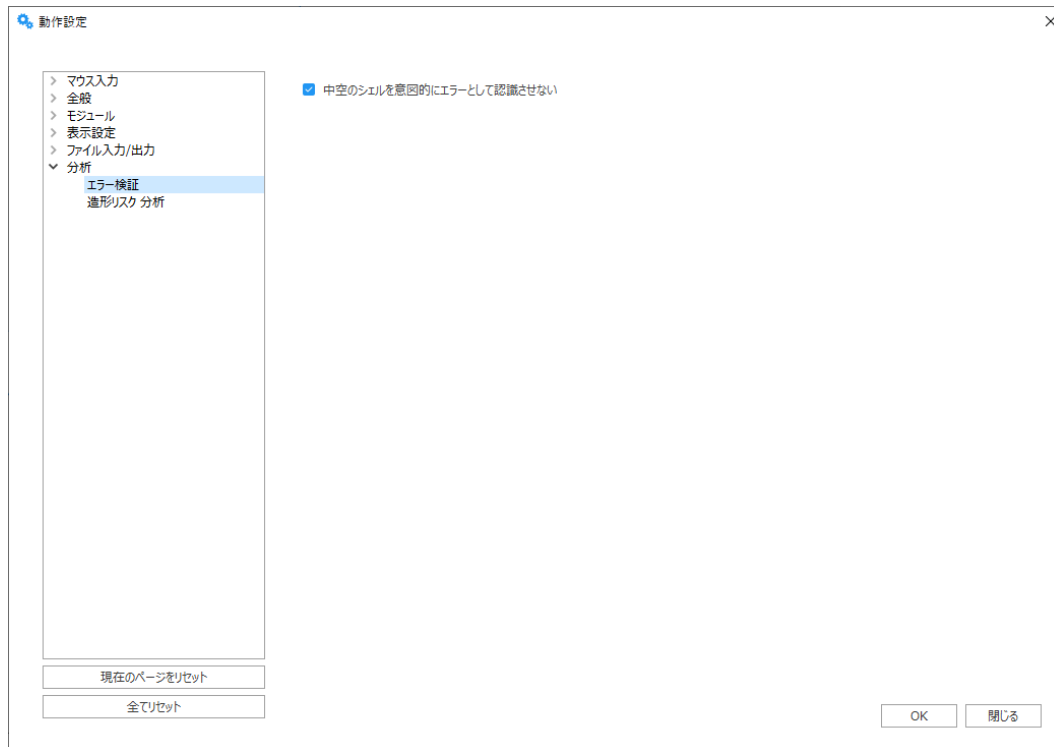 動作設定
マウス入力
全般
モジュール
表示設定
ファイル入力/出力
分析
エラー検証
造形リスク 分析
中空のシェルを意図的にエラーとして認識させない
現在のページをリセット
全てリセット
OK
閉じる